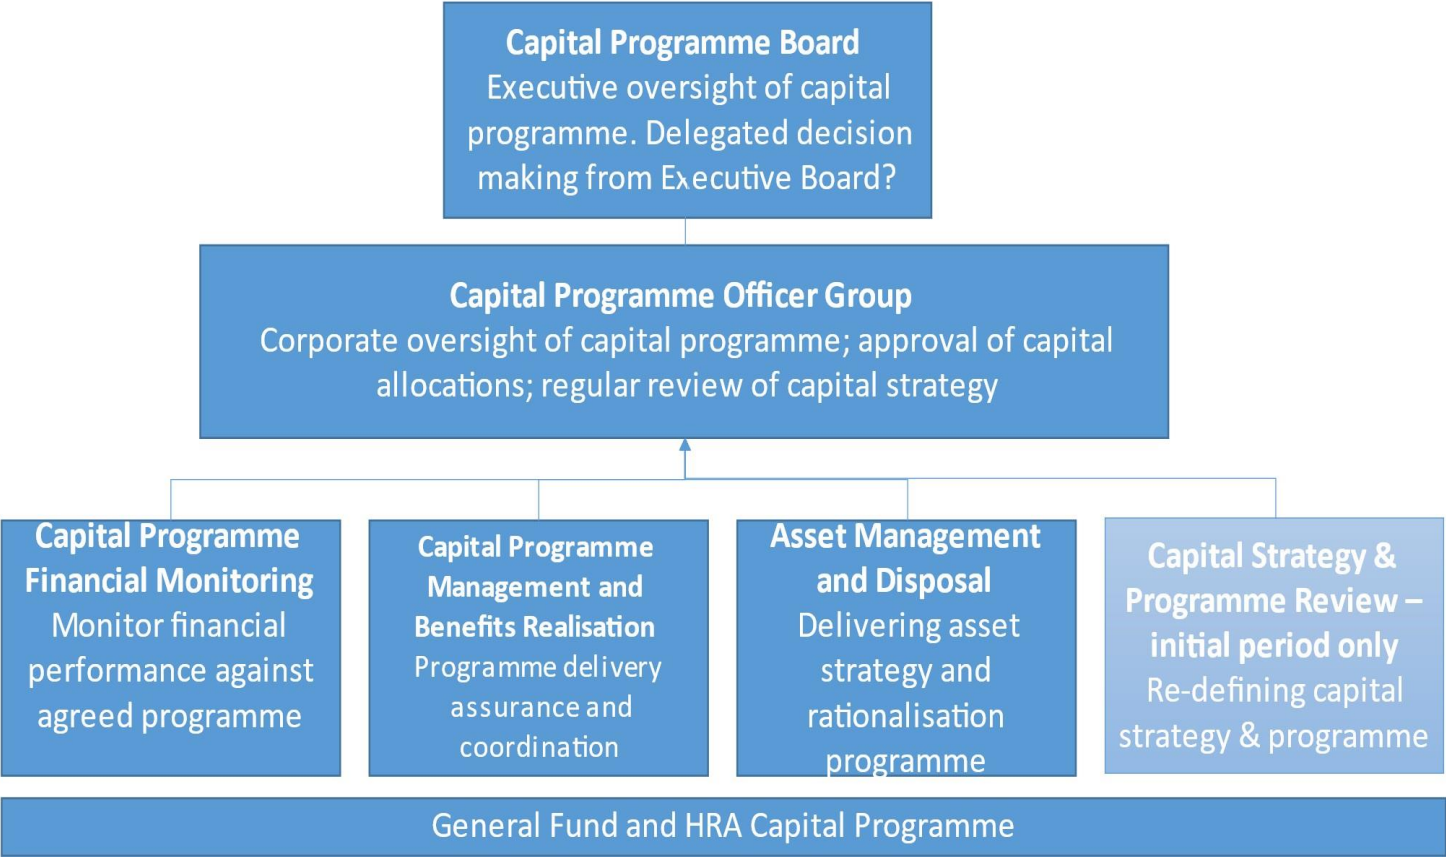 Capital Programme Board
Executive oversight of capital
programme. Delegated decision
making from Executive Board?
Capital Programme Officer Group
Corporate oversight of capital programme; approval of capital
allocations; regular review of capital strategy
Capital Programme
Financial Monitoring
Monitor financial
performance against
agreed programme
Capital Programme
Management and
Benefits Realisation
Programme delivery
assurance and
coordination
Asset Management
and Disposal
Delivering asset
strategy and
rationalisation
programme
Capital Strategy &
Programme Review –
initial period only
Re-defining capital
strategy & programme
General Fund and HRA Capital Programme